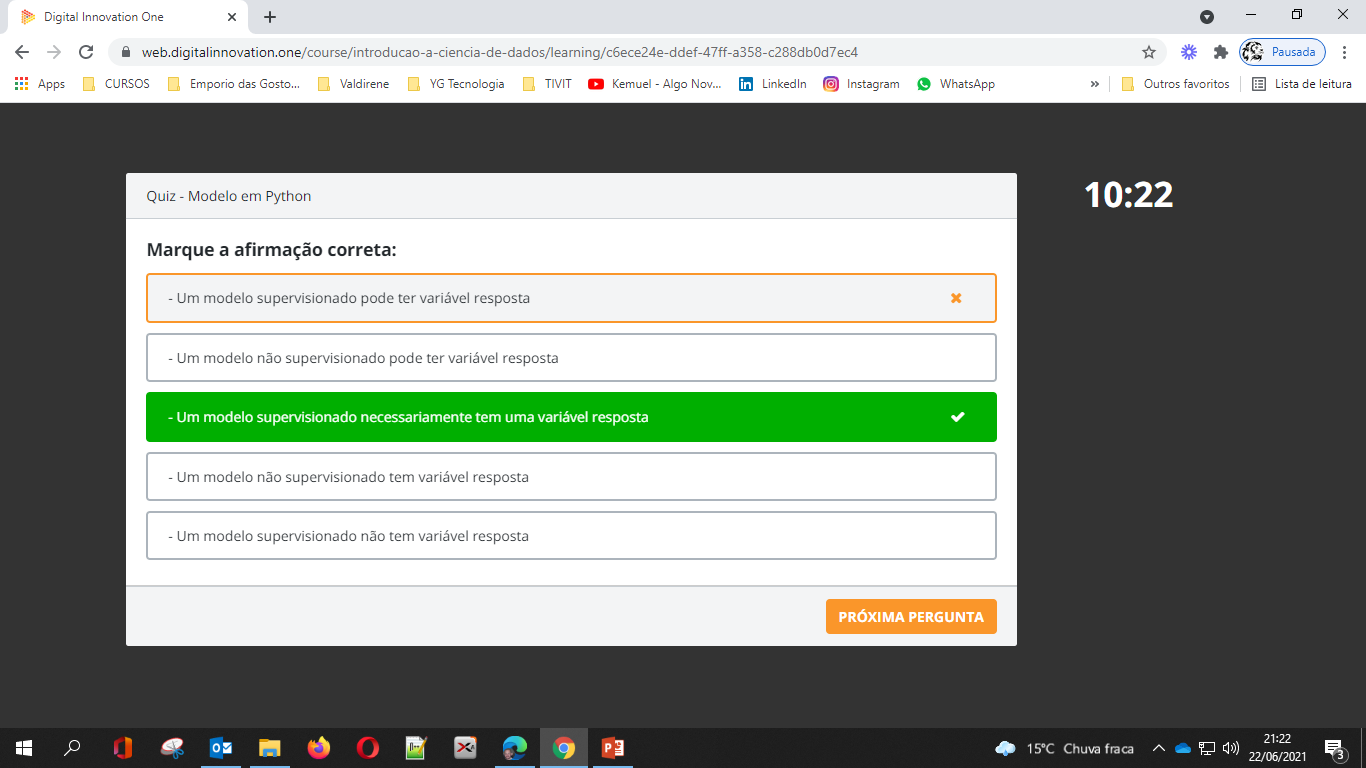 Digital Innovation One
web.digitalinnovation.one/course/introducao-a-ciencia-de-dados/learning/c6ece24e-ddef-47ff-a358-c288db0d7ec4
Pausada
Apps CURSOS Emporio das Gosto... Valdirene YG Tecnologia TIVIT Kemuel - Algo Nov... LinkedIn Instagram WhatsApp » Outros favoritos Lista de leitura
Quiz - Modelo em Python
10:22
Marque a afirmação correta:
- Um modelo supervisionado pode ter variável resposta
- Um modelo não supervisionado pode ter variável resposta
- Um modelo supervisionado necessariamente tem uma variável resposta
- Um modelo não supervisionado tem variável resposta
- Um modelo supervisionado não tem variável resposta
PRÓXIMA PERGUNTA
15°C Chuva fraca
21:22
22/06/2021
3